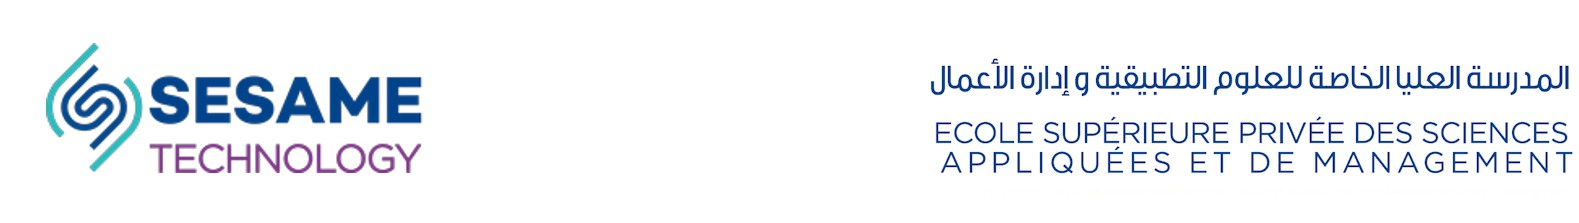 SESAME
TECHNOLOGY
المدرسة العليا الخاصة للعلوم التطبيقية و إدارة الأعمال
ECOLE SUPÉRIEURE PRIVÉE DES SCIENCES
APPLIQUÉES ET DE MANAGEMENT